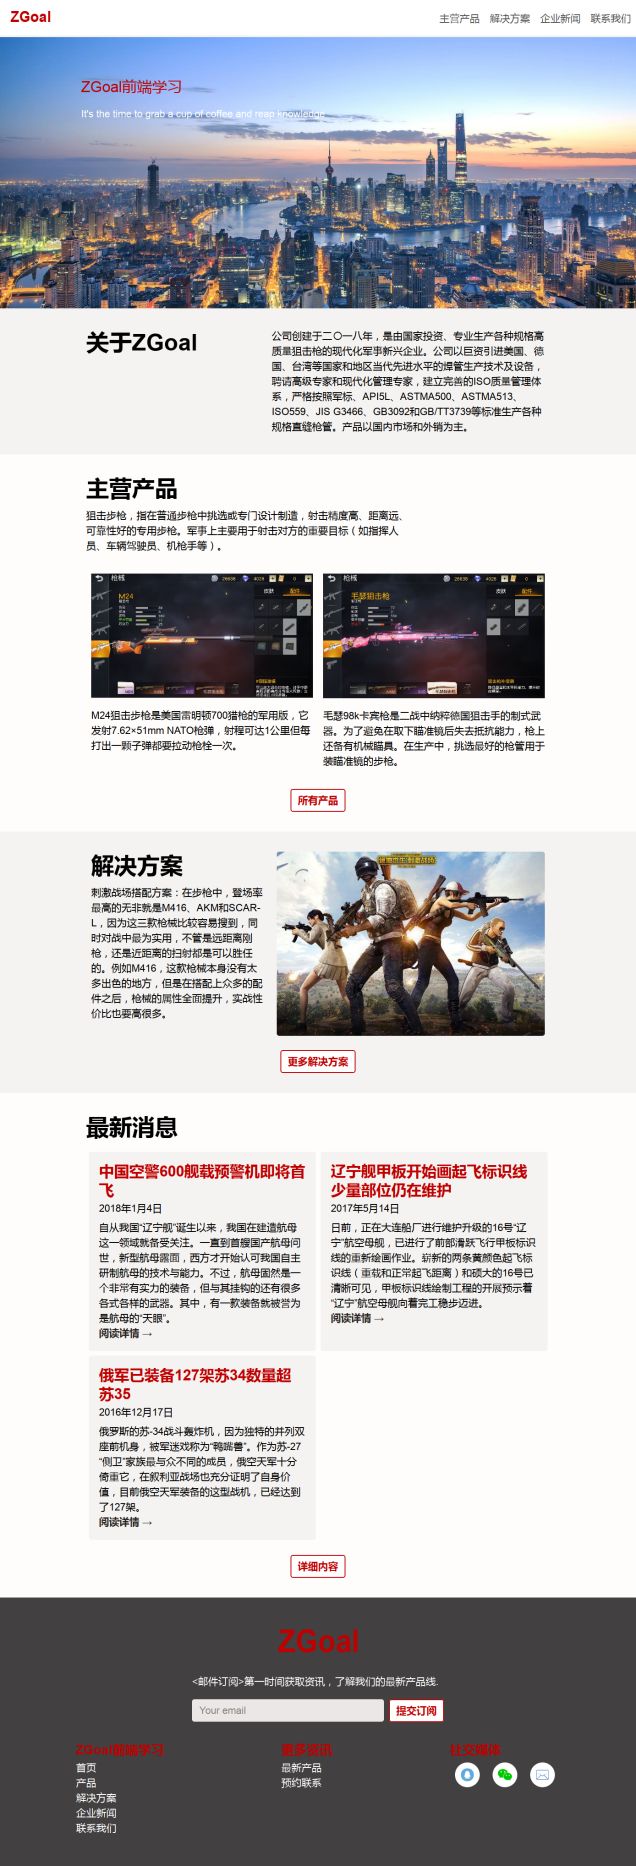 ZGoal
主营产品 解决方案 企业新闻 联系我们
ZGoal前端学习
It's the time to grab a cup of coffee and reap knowledge
关于ZGoal
公司创建于二〇一八年，是由国家投资、专业生产各种规格高
质量狙击枪的现代化军事新兴企业。公司以巨资引进美国、德
国、台湾等国家和地区当代先进水平的焊管生产技术及设备，
聘请高级专家和现代化管理专家，建立完善的ISO质量管理体
系，严格按照军标、API5L、ASTMA500、ASTMA513、
ISO559、JIS G3466、GB3092和GB/TT3739等标准生产各种
规格直缝枪管。产品以国内市场和外销为主。
主营产品
狙击步枪，指在普通步枪中挑选或专门设计制造，射击精度高、距离远、
可靠性好的专用步枪。军事上主要用于射击对方的重要目标（如指挥人
员、车辆驾驶员、机枪手等）。
枪械
皮肤 配件
M24
枪械
皮肤 配件
毛瑟狙击枪
M24狙击步枪是美国雷明顿700猎枪的军用版，它
发射7.62×51mm NATO枪弹，射程可达1公里但每
打出一颗子弹都要拉动枪栓一次。
毛瑟98k卡宾枪是二战中纳粹德国狙击手的制式武
器。为了避免在取下瞄准镜后失去抵抗能力，枪上
还备有机械瞄具。在生产中，挑选最好的枪管用于
装瞄准镜的步枪。
所有产品
解决方案
刺激战场搭配方案：在步枪中，登场率
最高的无非就是M416、AKM和SCAR-
L，因为这三款枪械比较容易搜到，同
时对战中最为实用，不管是远距离刚
枪，还是近距离的扫射都是可以胜任
的。例如M416，这款枪械本身没有太
多出色的地方，但是在搭配上众多的配
件之后，枪械的属性全面提升，实战性
价比也要高很多。
更多解决方案
最新消息
中国空警600舰载预警机即将首
飞
2018年1月4日
自从我国“辽宁舰”诞生以来，我国在建造航母
这一领域就备受关注。一直到首艘国产航母问
世，新型航母露面，西方才开始认可我国自主
研制航母的技术与能力。不过，航母固然是一
个非常有实力的装备，但与其挂钩的还有很多
各式各样的武器。其中，有一款装备就被誉为
是航母的“天眼”。
阅读详情 →
辽宁舰甲板开始画起飞标识线
少量部位仍在维护
2017年5月14日
日前，正在大连船厂进行维护升级的16号“辽
宁”航空母舰，已进行了前部滑跃飞行甲板标识
线的重新绘画作业。崭新的两条黄颜色起飞标
识线（重载和正常起飞距离）和硕大的16号已
清晰可见，甲板标识线绘制工程的开展预示着
“辽宁”航空母舰向着完工稳步迈进。
阅读详情 →
俄军已装备127架苏34数量超
苏35
2016年12月17日
俄罗斯的苏-34战斗轰炸机，因为独特的并列双
座前机身，被军迷戏称为“鸭嘴兽”。作为苏-27
“侧卫”家族最与众不同的成员，俄空天军十分
倚重它，在叙利亚战场也充分证明了自身价
值，目前俄空天军装备的这型战机，已经达到
了127架。
阅读详情 →
详细内容
ZGoal
<邮件订阅>第一时间获取资讯，了解我们的最新产品线.
Your email
提交订阅
ZGoal前端学习
首页
产品
解决方案
企业新闻
联系我们
更多资讯
最新产品
预约联系
社交媒体